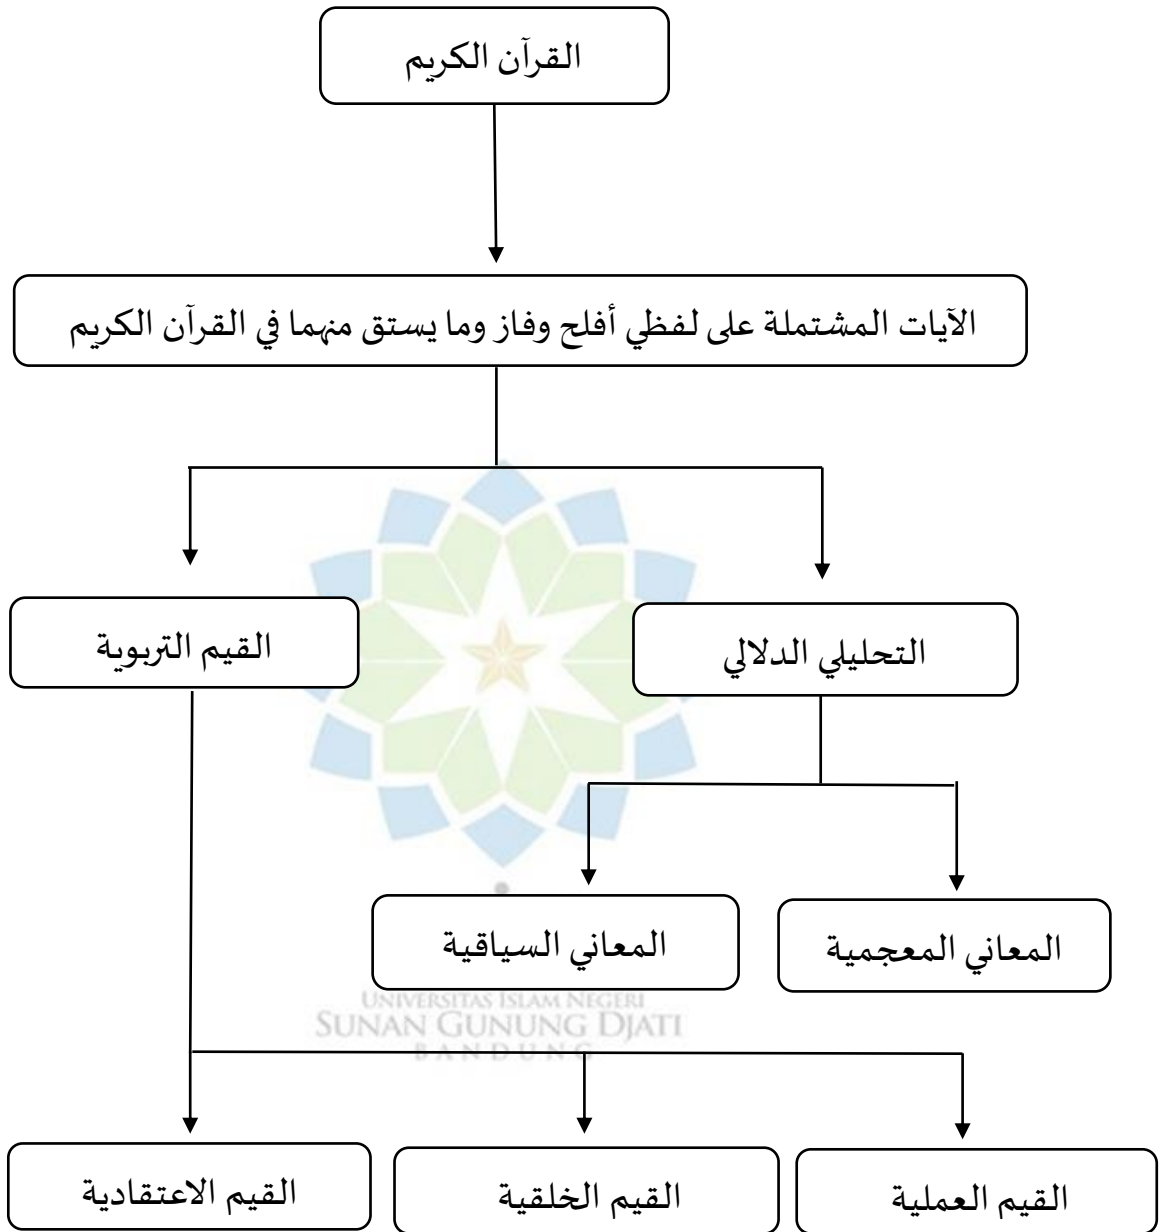 القرآن الكريم
الآيات المشتملة على لفظي أفلح وفاز وما يستق منهما في القرآن الكريم
التحليلي الدلالي
القيم التربوية
المعاني المعجمية
المعاني السياقية
UNIVERSITAS ISLAM NEGERI
SUNAN GUNUNG DJATI
BANDUNG
القيم العملية
القيم الخلقية
القيم الاعتقادية